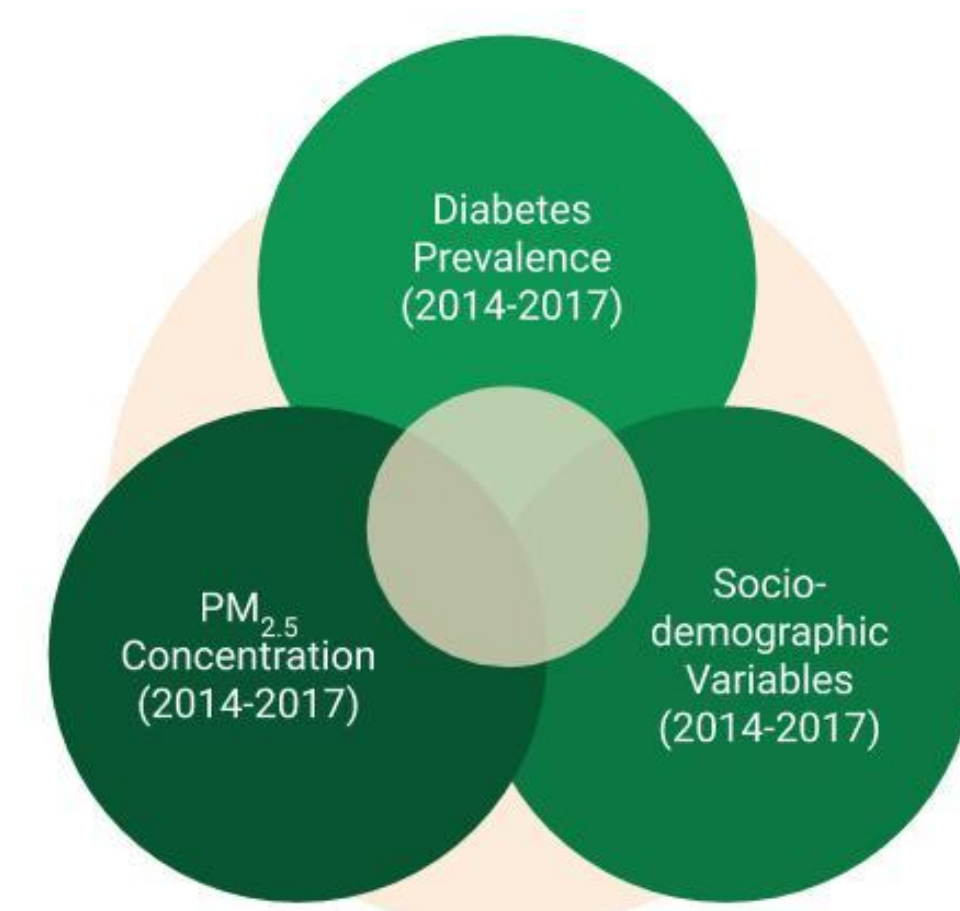 Diabetes
Prevalence
(2014-2017)
PM2.5
Concentration
(2014-2017)
Socio-
demographic
Variables
(2014-2017)